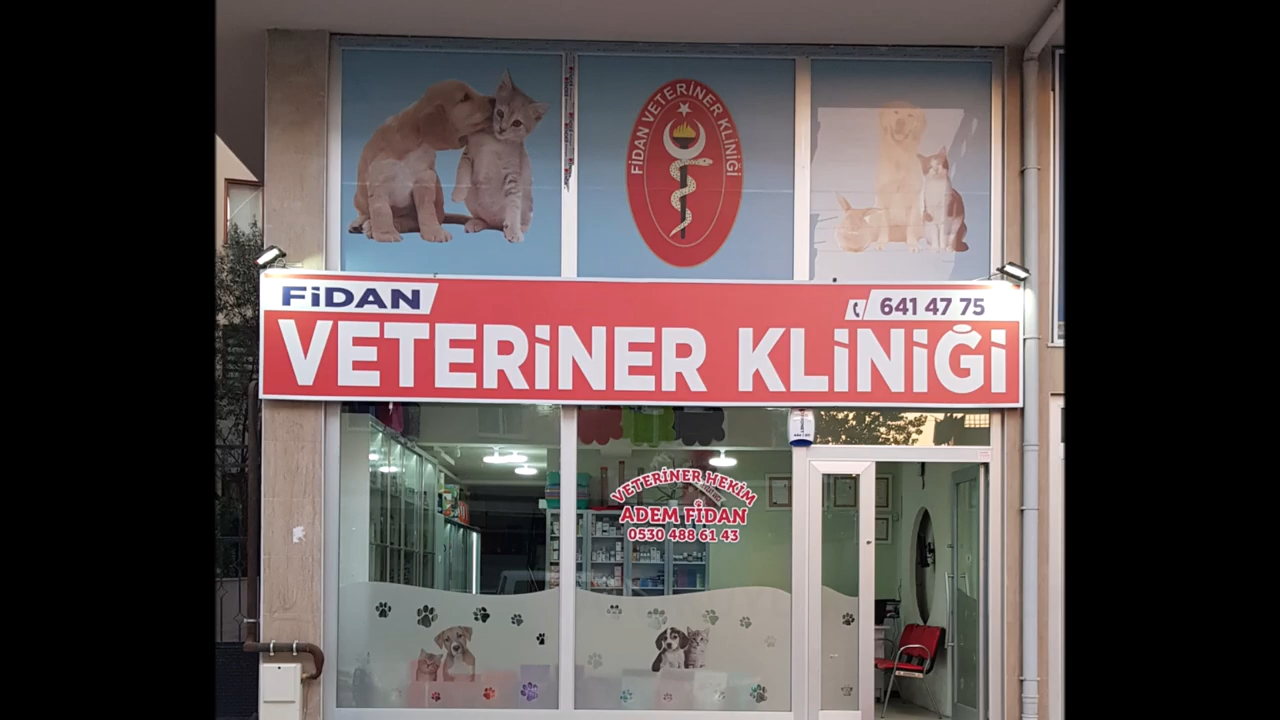 FİDAN VETERİNER KLİNİĞİ
FİDAN
641 47 75
VETERİNER KLİNİĞİ
VETERİNER HEKİM
ADEM FİDAN
0530 488 61 43